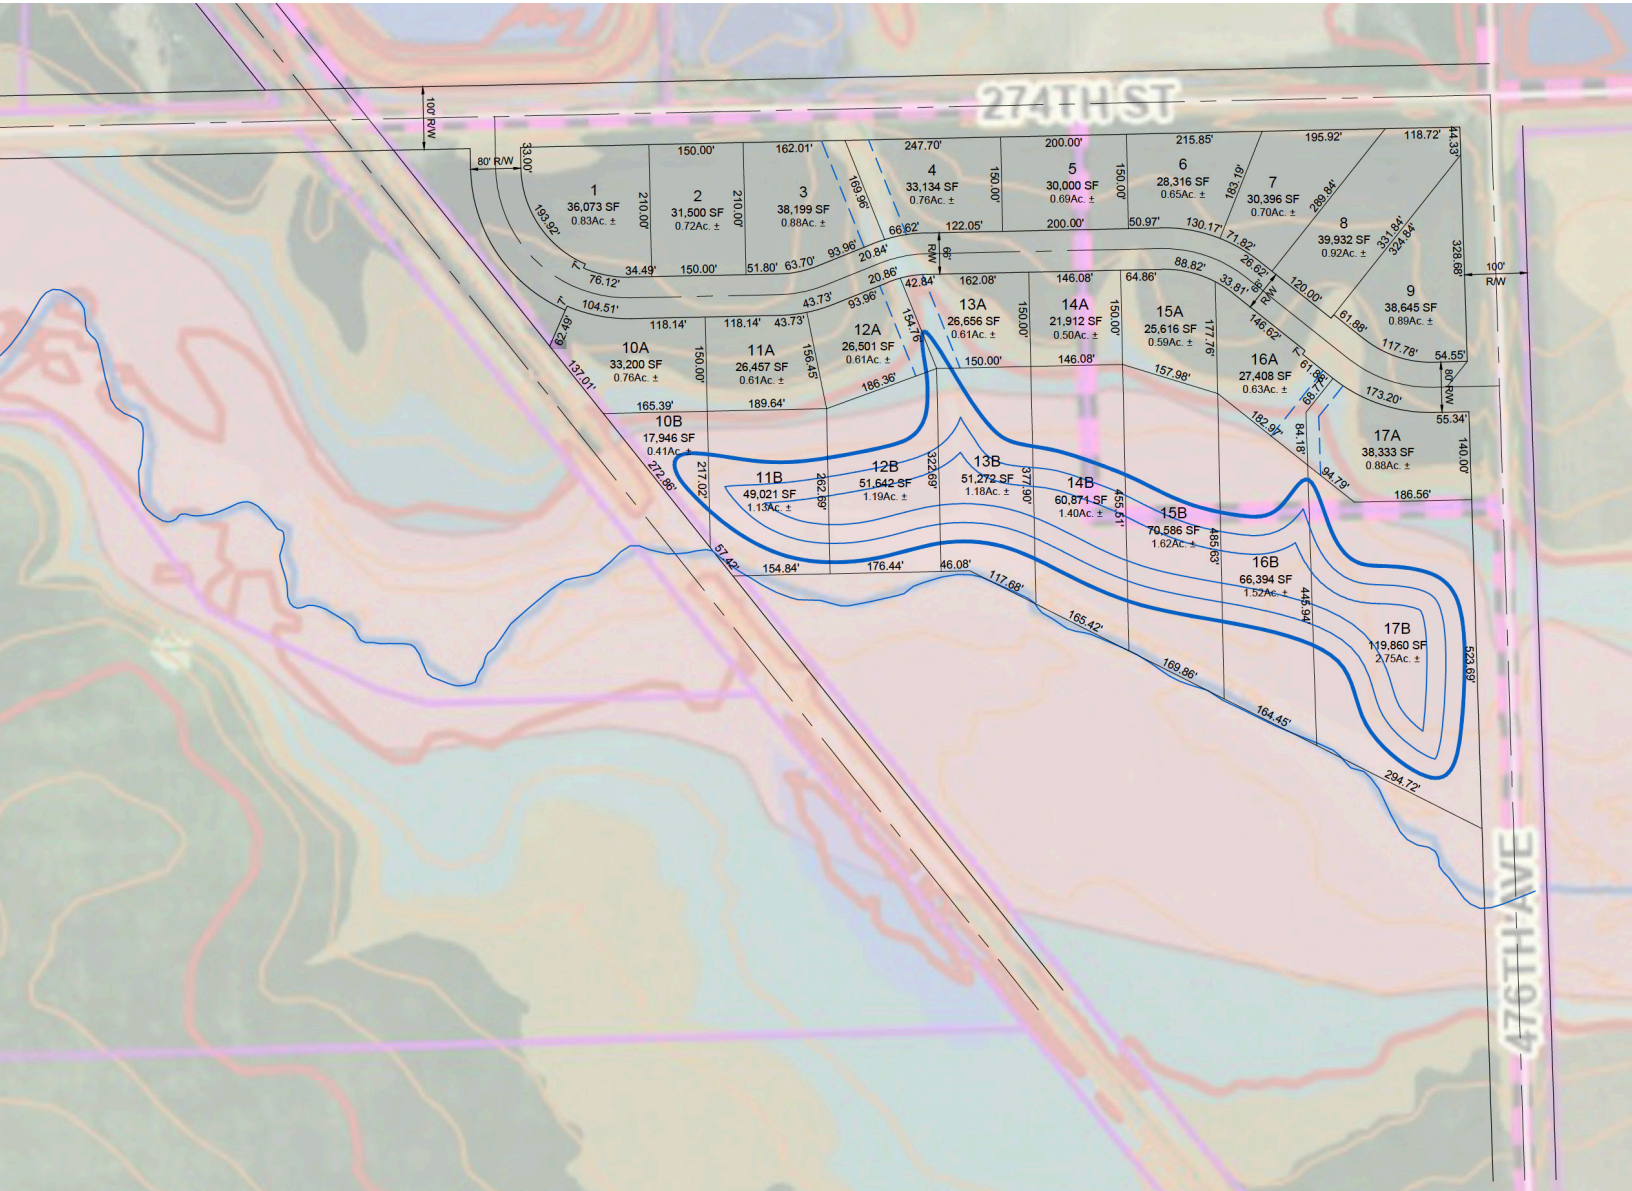 274TH ST
100' R/W
80' R/W
33.00'
150.00'
162.01'
247.70'
200.00'
215.85'
195.92'
118.72'
44.33'
1
36,073 SF
0.83Ac. ±
193.92'
210.00'
2
31,500 SF
0.72Ac. ±
210.00'
3
38,199 SF
0.88Ac. ±
169.96'
4
33,134 SF
0.76Ac. ±
150.00'
5
30,000 SF
0.69Ac. ±
150.00'
6
28,316 SF
0.65Ac. ±
183.19'
7
30,396 SF
0.70Ac. ±
289.84'
8
39,932 SF
0.92Ac. ±
331.84'
324.84'
328.68'
9
38,645 SF
0.89Ac. ±
100'
R/W
7'
76.12'
34.49'
150.00'
51.80'
63.70'
93.96'
20.84'
66.62'
122.05'
200.00'
50.97'
130.17'
71.82'
26.62'
120.00'
61.88'
117.78'
54.55'
66'
R/W
66'
R/W
80' R/W
7'
104.51'
118.14'
118.14'
43.73'
43.73'
93.96'
20.86'
42.84'
162.08'
146.08'
64.86'
88.82'
33.81'
146.62'
7'
61.88'
68.77'
173.20'
55.34'
62.49'
137.01'
10A
33,200 SF
0.76Ac. ±
150.00'
11A
26,457 SF
0.61Ac. ±
156.45'
12A
26,501 SF
0.61Ac. ±
154.76'
13A
26,656 SF
0.61Ac. ±
150.00'
14A
21,912 SF
0.50Ac. ±
150.00'
15A
25,616 SF
0.59Ac. ±
177.76'
16A
27,408 SF
0.63Ac. ±
17A
38,333 SF
0.88Ac. ±
140.00'
165.39'
189.64'
186.36'
150.00'
146.08'
157.98'
182.97'
84.18'
94.79'
186.56'
10B
17,946 SF
0.41Ac. ±
272.86'
217.02'
11B
49,021 SF
1.13Ac. ±
262.69'
12B
51,642 SF
1.19Ac. ±
322.69'
13B
51,272 SF
1.18Ac. ±
377.90'
14B
60,871 SF
1.40Ac. ±
455.51'
15B
70,586 SF
1.62Ac. ±
485.63'
16B
66,394 SF
1.52Ac. ±
445.94'
17B
119,860 SF
2.75Ac. ±
523.69'
57.42'
154.84'
176.44'
46.08'
117.68'
165.42'
169.86'
164.45'
294.72'
476TH AVE